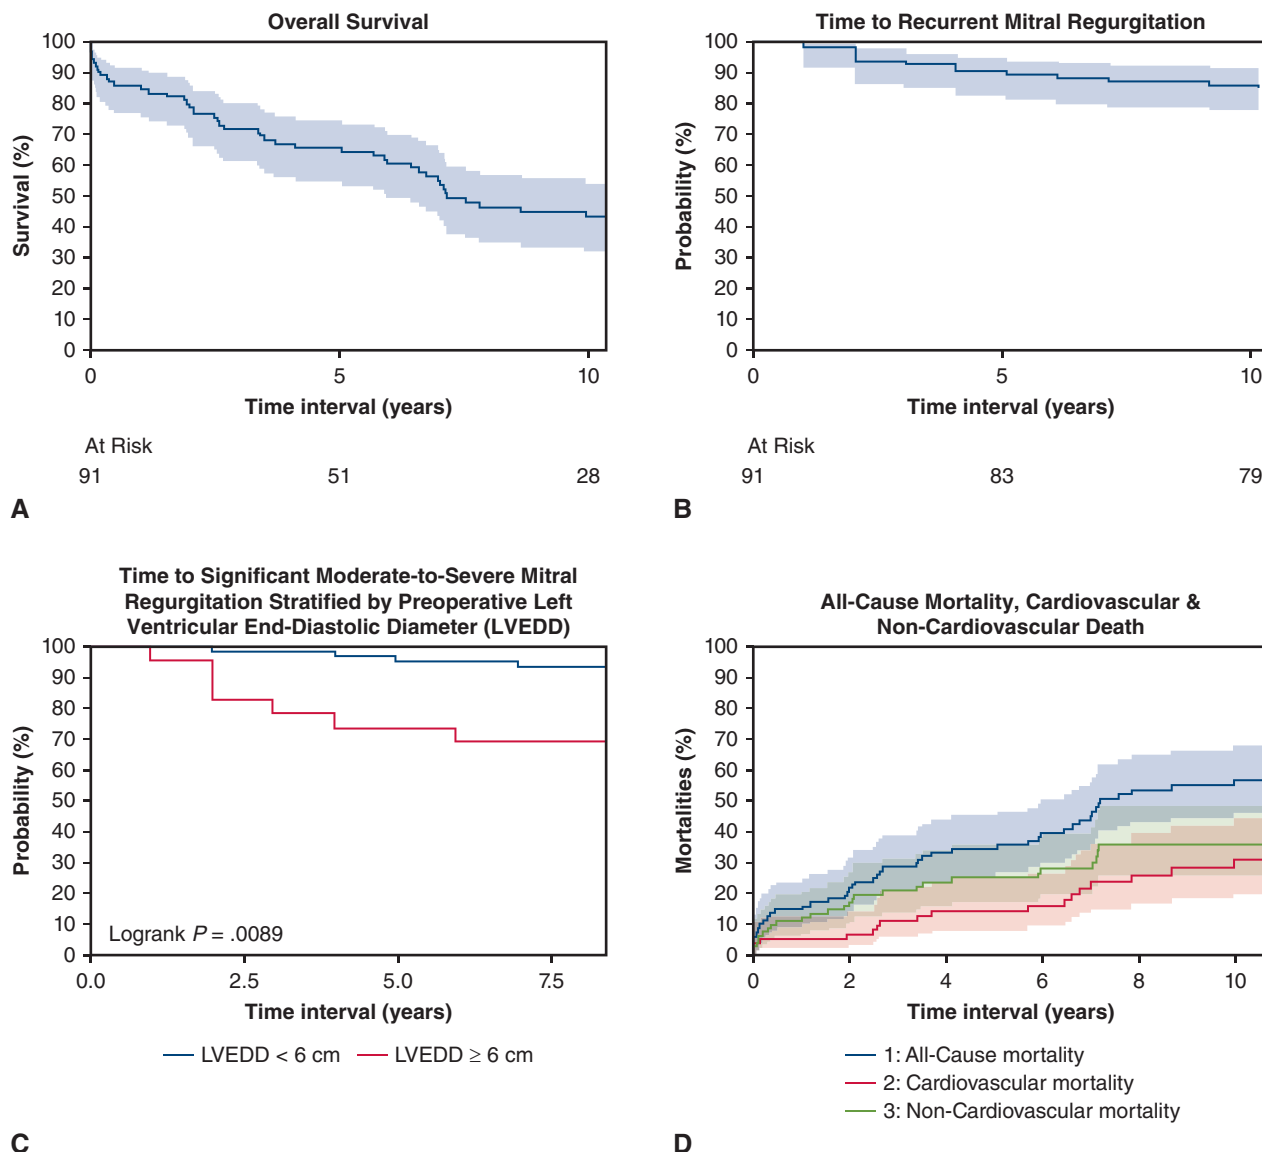 Overall Survival
100
90
80
70
60
50
40
30
20
10
0
Survival (%)
0 5 10
Time interval (years)
At Risk
91 51 28
A
Time to Recurrent Mitral Regurgitation
100
90
80
70
60
50
40
30
20
10
0
Probability (%)
0 5 10
Time interval (years)
At Risk
91 83 79
B
Time to Significant Moderate-to-Severe Mitral
Regurgitation Stratified by Preoperative Left
Ventricular End-Diastolic Diameter (LVEDD)
100
90
80
70
60
50
40
30
20
10
0
Probability (%)
Logrank P = .0089
0.0 2.5 5.0 7.5
Time interval (years)
LVEDD < 6 cm LVEDD ≥ 6 cm
C
All-Cause Mortality, Cardiovascular &
Non-Cardiovascular Death
100
90
80
70
60
50
40
30
20
10
0
Mortalities (%)
0 2 4 6 8 10
Time interval (years)
1: All-Cause mortality
2: Cardiovascular mortality
3: Non-Cardiovascular mortality
D